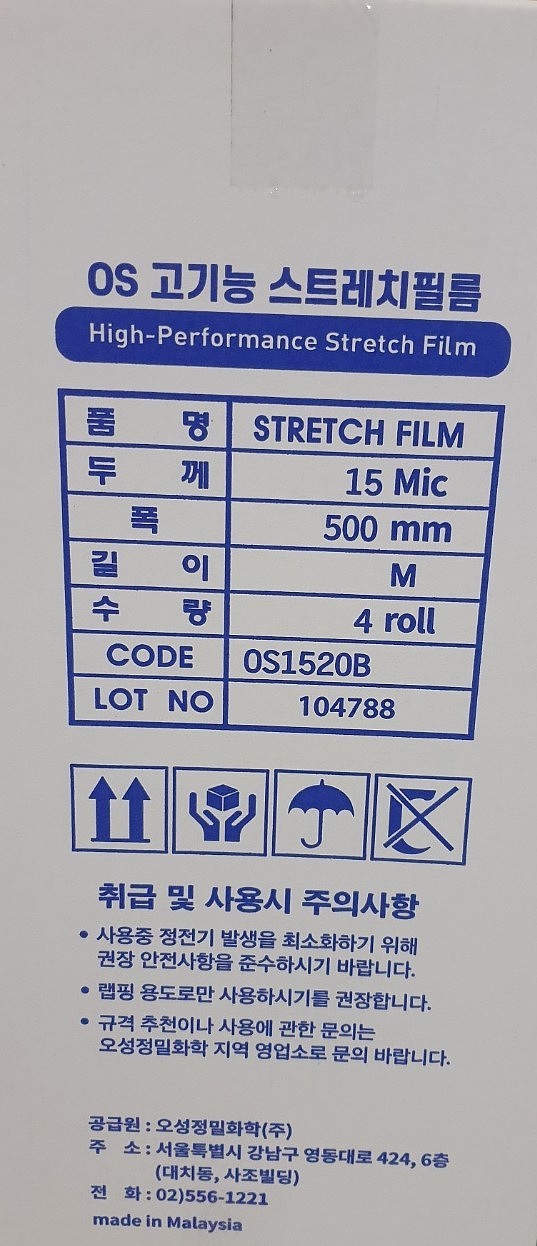 OS 고기능 스트레치필름
High-Performance Stretch Film
품 명 STRETCH FILM
두 께 15 Mic
폭 500 mm
길 이 M
수 량 4 roll
CODE OS1520B
LOT NO 104788
취급 및 사용시 주의사항
• 사용중 정전기 발생을 최소화하기 위해
권장 안전사항을 준수하시기 바랍니다.
• 랩핑 용도로만 사용하시기를 권장합니다.
• 규격 추천이나 사용에 관한 문의는
오성정밀화학 지역 영업소로 문의 바랍니다.
공급원 : 오성정밀화학(주)
주 소 : 서울특별시 강남구 영동대로 424, 6층
(대치동, 사조빌딩)
전 화 : 02)556-1221
made in Malaysia